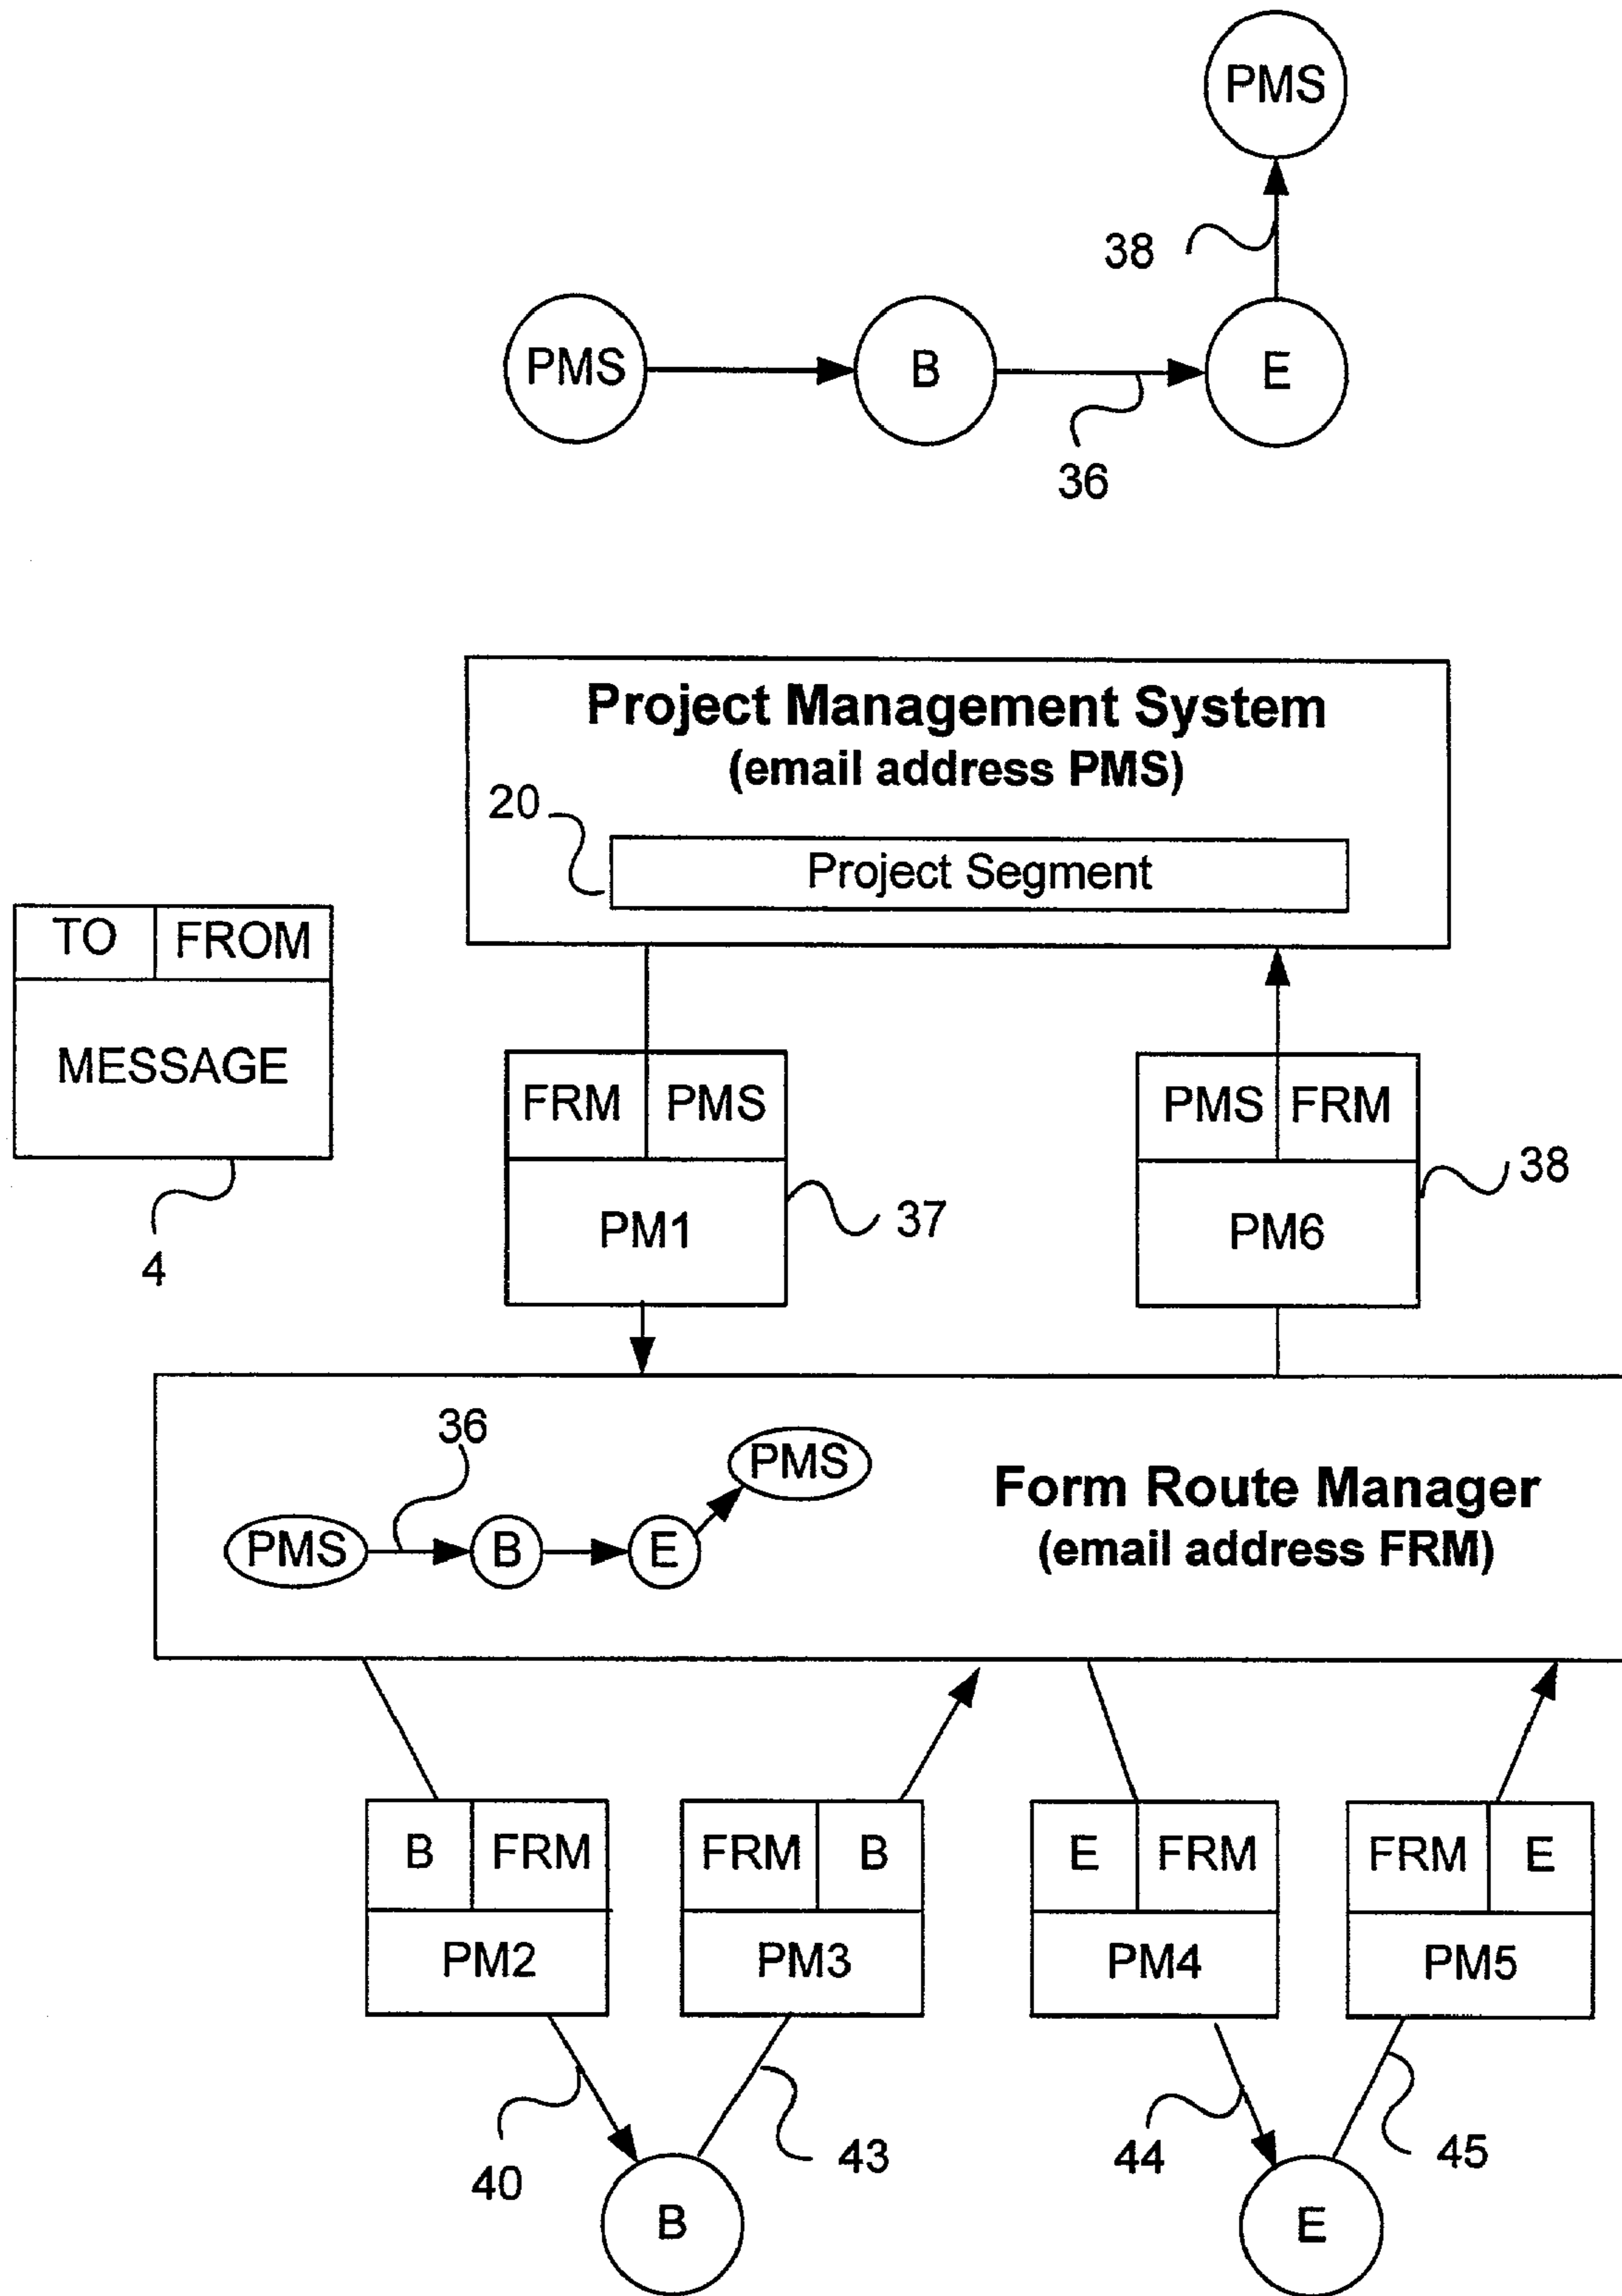 PMS
38
PMS
B
E
36
Project Management System
(email address PMS)
20
Project Segment
TO FROM
MESSAGE
4
FRM PMS
PM1
37
PMS FRM
PM6
38
36
PMS
PMS
B
E
Form Route Manager
(email address FRM)
B FRM
PM2
FRM B
PM3
E FRM
PM4
FRM E
PM5
40
43
44
45
B
E